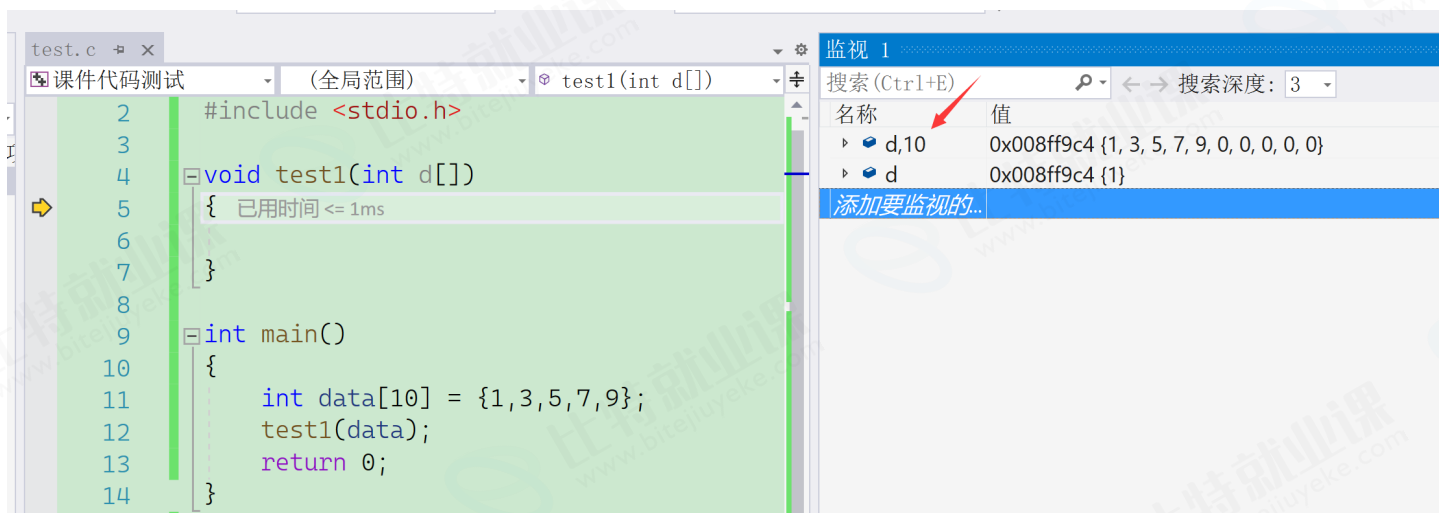 test.c
课件代码测试
(全局范围)
test1(int d[])
2 #include <stdio.h>
3
4 void test1(int d[])
5 { 已用时间 <= 1ms
6
7 }
8
9 int main()
10 {
11 int data[10] = {1,3,5,7,9};
12 test1(data);
13 return 0;
14 }
监视 1
搜索(Ctrl+E)
搜索深度: 3
名称 值
d,10 0x008ff9c4 {1, 3, 5, 7, 9, 0, 0, 0, 0, 0}
d 0x008ff9c4 {1}
添加要监视的...
比特就业课
www.bitejiuyeke.com